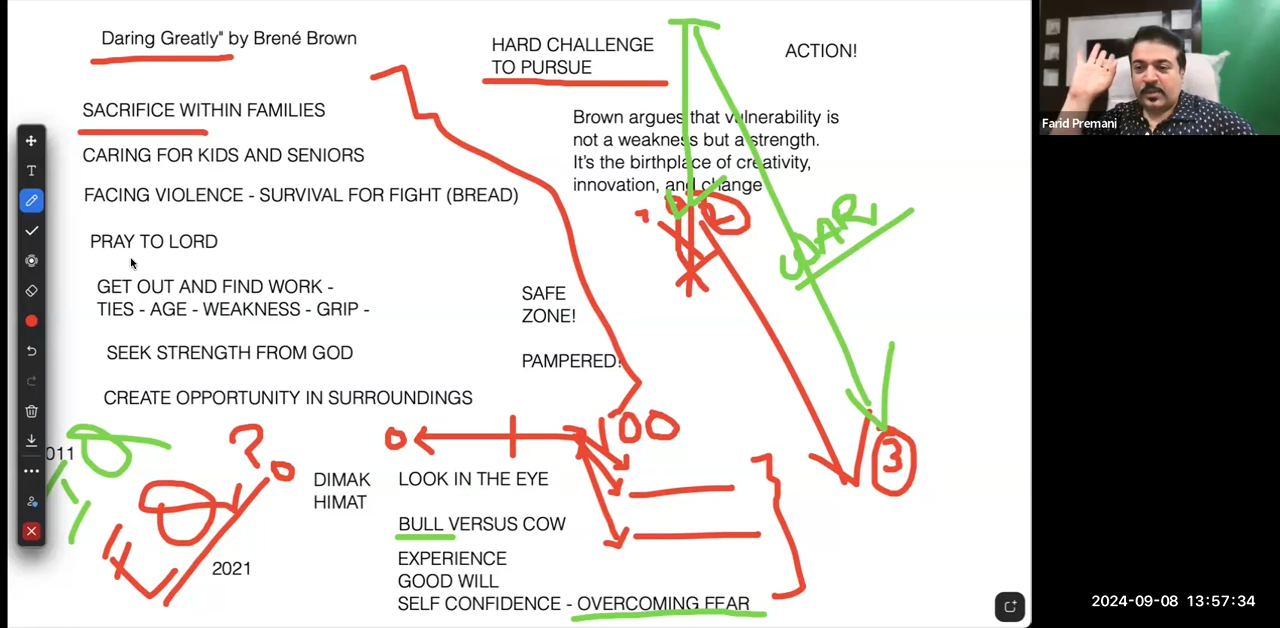 Daring Greatly" by Brené Brown
HARD CHALLENGE
TO PURSUE
ACTION!
Farid Premani
SACRIFICE WITHIN FAMILIES
Brown argues that vulnerability is
not a weakness but a strength.
It's the birthplace of creativity,
innovation, and change
CARING FOR KIDS AND SENIORS
FACING VIOLENCE - SURVIVAL FOR FIGHT (BREAD)
2
WAR
PRAY TO LORD
GET OUT AND FIND WORK -
TIES - AGE - WEAKNESS - GRIP -
SAFE
ZONE!
SEEK STRENGTH FROM GOD
PAMPERED!
CREATE OPPORTUNITY IN SURROUNDINGS
0
100
?
3
011
DIMAK
HIMAT
LOOK IN THE EYE
BULL VERSUS COW
EXPERIENCE
GOOD WILL
SELF CONFIDENCE - OVERCOMING FEAR
2021
2024-09-08 13:57:34